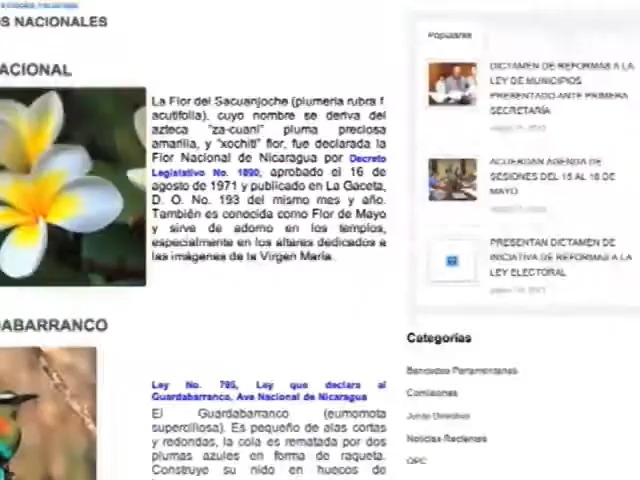 S NACIONALES
ACIONAL
La Flor del Sacuanjoche (plumeria rubra f.
acutifolia), cuyo nombre se deriva del
azteca "za-cuanl" pluma preciosa
amarilla, y "xochitl" flor, fue declarada la
Flor Nacional de Nicaragua por Decreto
Legislativo No. 1890, aprobado el 16 de
agosto de 1971 y publicado en La Gaceta,
D. O. No. 193 del mismo mes y año.
También es conocida como Flor de Mayo
y sirve de adorno en los templos,
especialmente en los altares dedicados a
las imágenes de la Virgen María.
DABARRANCO
Ley No. 795, Ley que declara al
Guardabarranco, Ave Nacional de Nicaragua
El Guardabarranco (eumomota
superciliosa). Es pequeño de alas cortas
y redondas, la cola es rematada por dos
plumas azules en forma de raqueta.
Construye su nido en huecos de
Populares
DICTAMEN DE REFORMAS A LA
LEY DE MUNICIPIOS
PRESENTADO ANTE PRIMERA
SECRETARÍA
ACUERDAN AGENDA DE
SESIONES DEL 15 AL 18 DE
MAYO
PRESENTAN DICTAMEN DE
INICIATIVA DE REFORMAS A LA
LEY ELECTORAL
Categorías
Bancadas Parlamentarias
Comisiones
Junta Directiva
Noticias Recientes